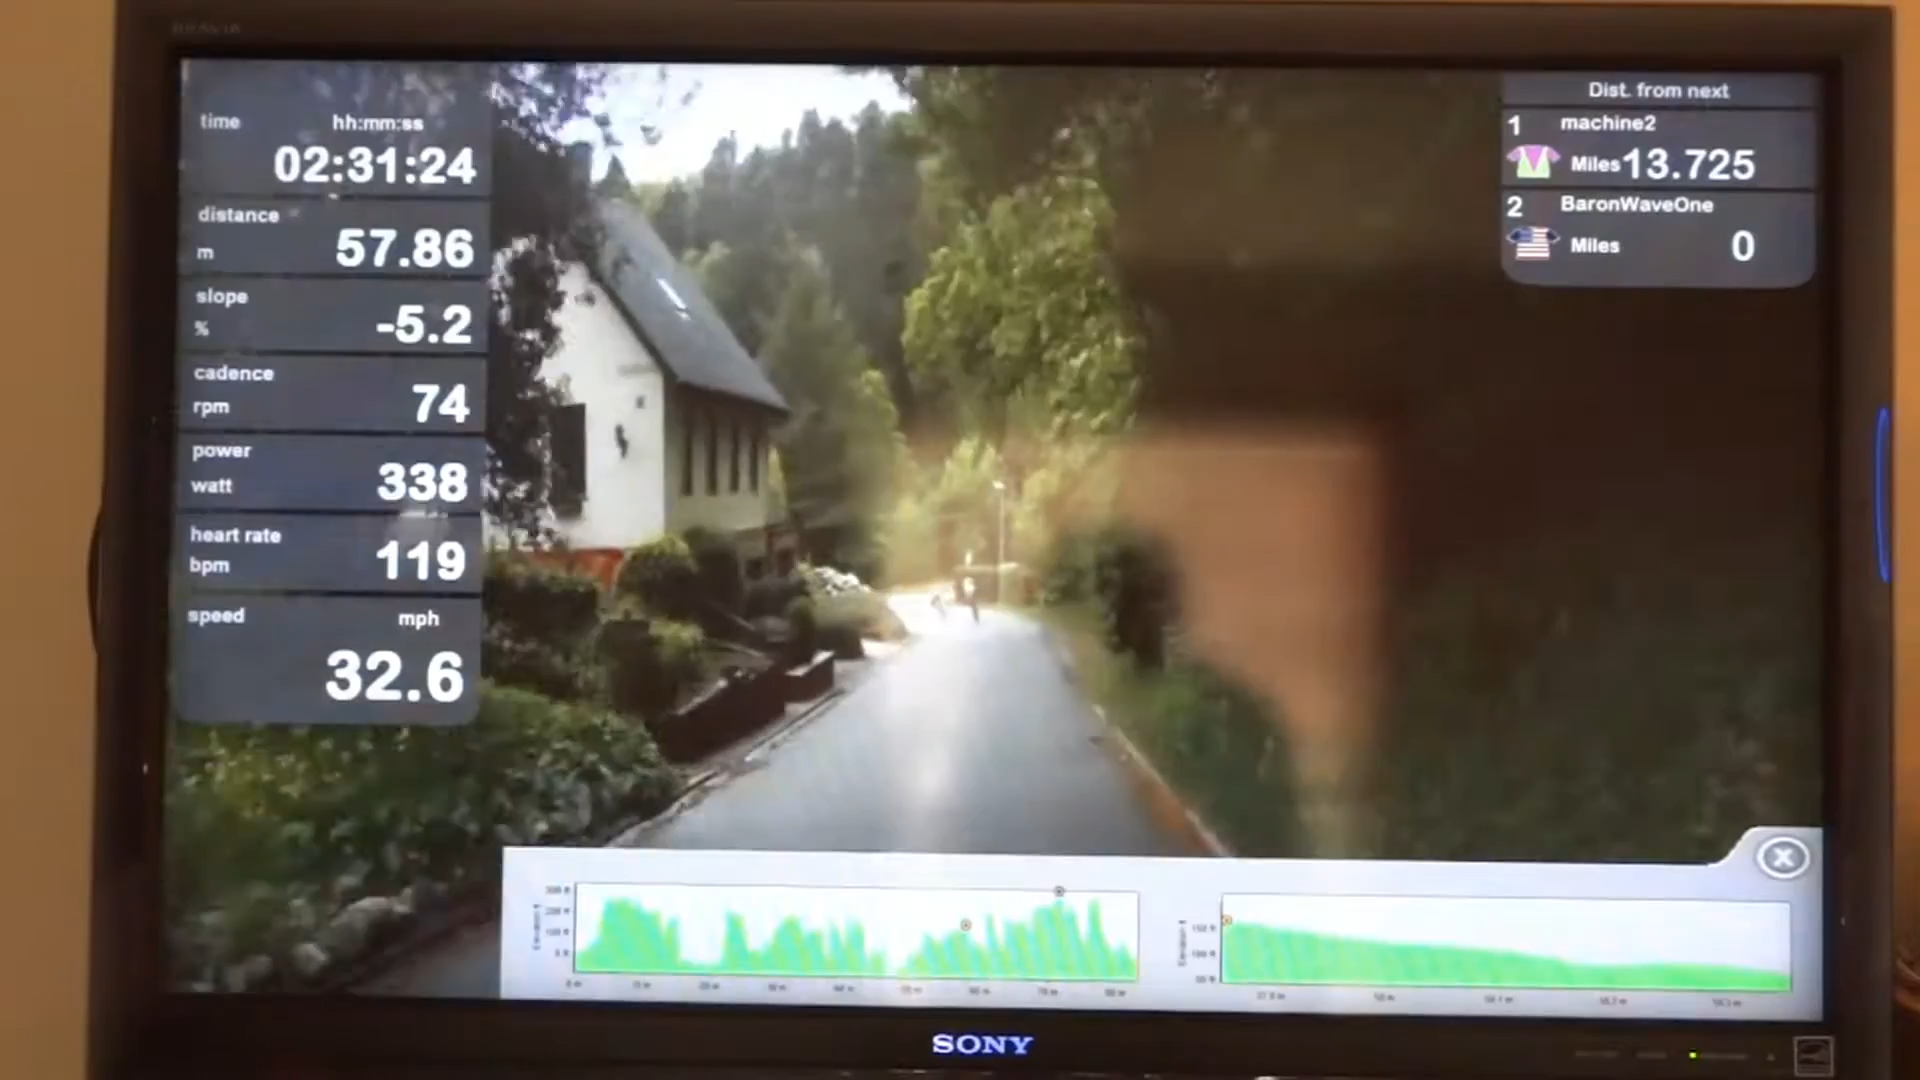 BRAVIA
time hh:mm:ss
02:31:24
distance
m 57.86
slope
% -5.2
cadence
rpm 74
power
watt 338
heart rate
bpm 119
speed mph
32.6
Dist. from next
1 machine2
Miles 13.725
2 BaronWaveOne
Miles 0
SONY